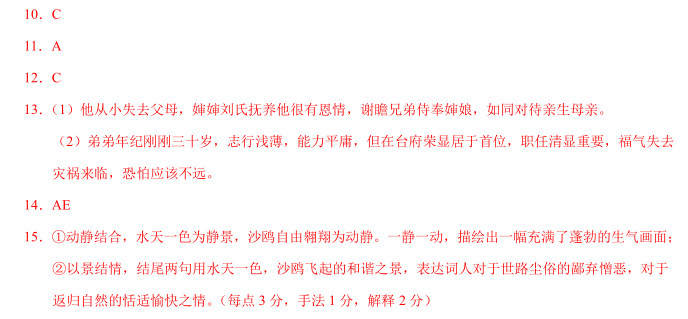 10. C
11. A
12. C
13.（1）他从小失去父母，婶婶刘氏抚养他很有恩情，谢瞻兄弟侍奉婶娘，如同对待亲生母亲。
（2）弟弟年纪刚刚三十岁，志行浅薄，能力平庸，但在台府荣显居于首位，职任清显重要，福气失去
灾祸来临，恐怕应该不远。
14. AE
15. ①动静结合，水天一色为静景，沙鸥自由翱翔为动静。一静一动，描绘出一幅充满了蓬勃的生气画面；
②以景结情，结尾两句用水天一色，沙鸥飞起的和谐之景，表达词人对于世路尘俗的鄙弃憎恶，对于
返归自然的恬适愉快之情。（每点 3 分，手法 1 分，解释 2 分）